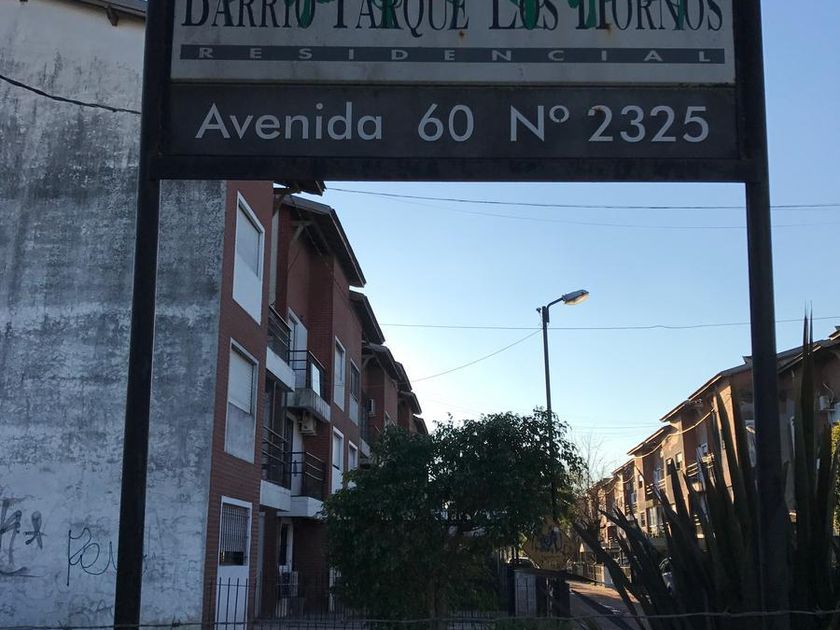 BARRIO PARQUE LOS HORNOS
RESIDENCIAL
Avenida 60 Nº 2325